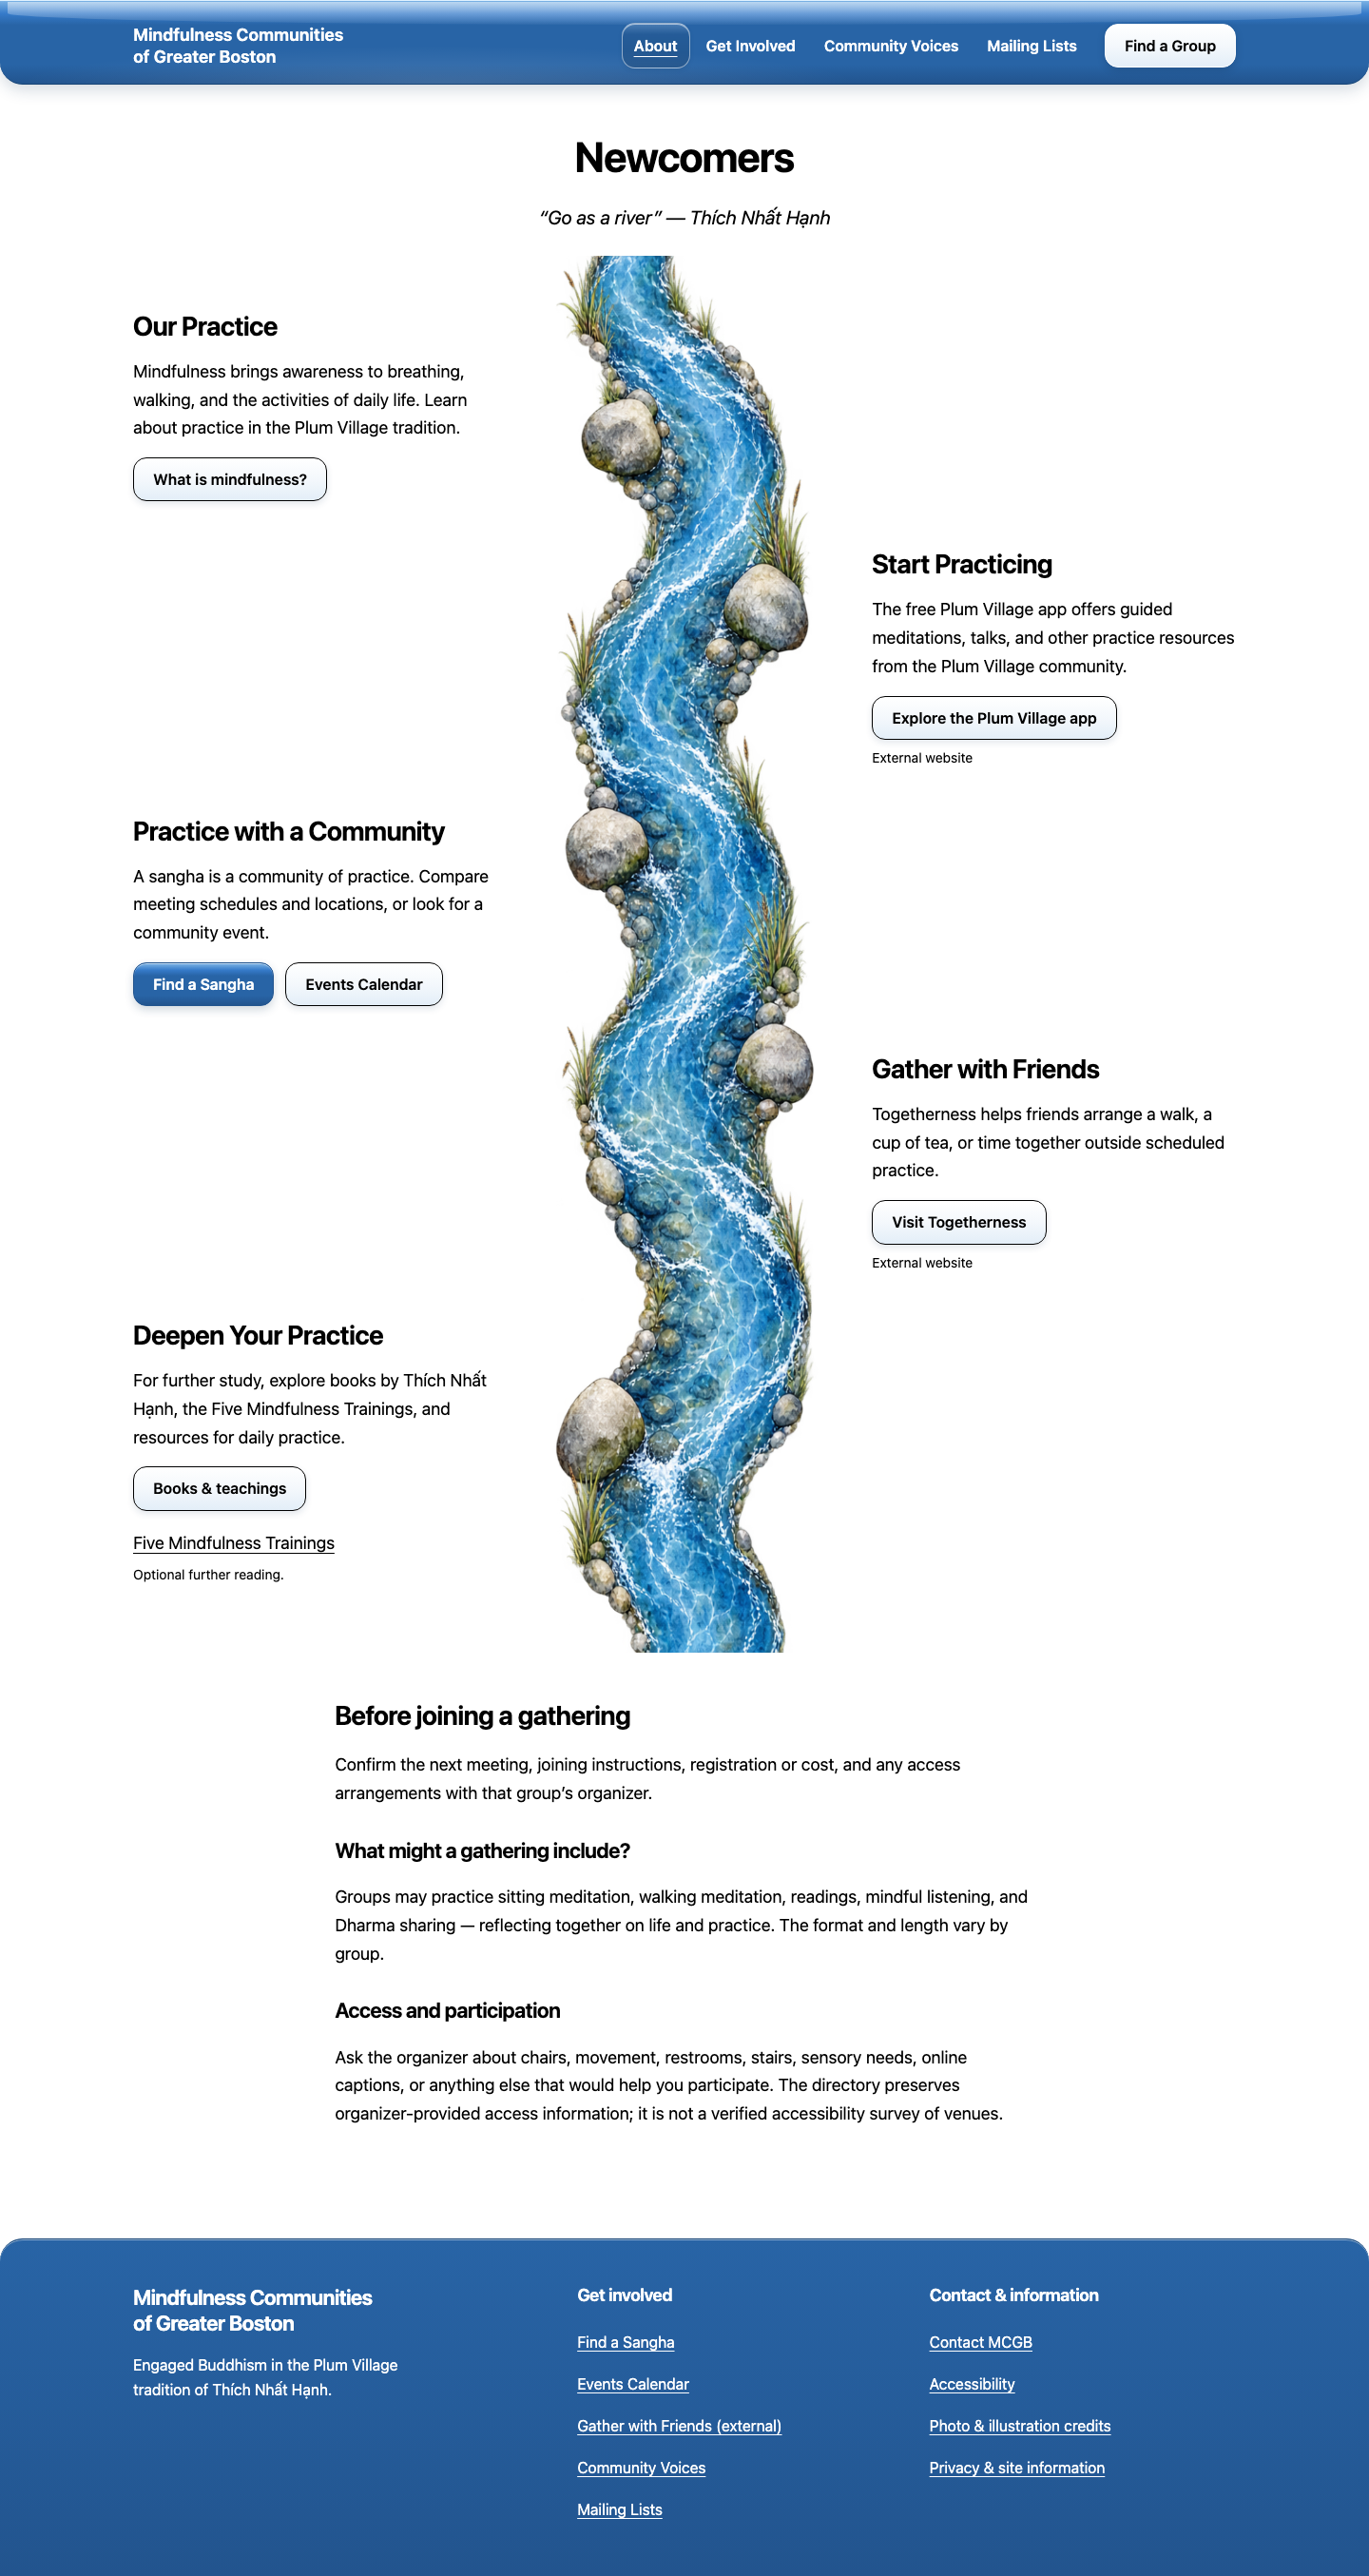 Mindfulness Communities
of Greater Boston
About
Get Involved
Community Voices
Mailing Lists
Find a Group
Newcomers
“Go as a river” — Thích Nhất Hạnh
Our Practice
Mindfulness brings awareness to breathing,
walking, and the activities of daily life. Learn
about practice in the Plum Village tradition.
What is mindfulness?
Start Practicing
The free Plum Village app offers guided
meditations, talks, and other practice resources
from the Plum Village community.
Explore the Plum Village app
External website
Practice with a Community
A sangha is a community of practice. Compare
meeting schedules and locations, or look for a
community event.
Find a Sangha
Events Calendar
Gather with Friends
Togetherness helps friends arrange a walk, a
cup of tea, or time together outside scheduled
practice.
Visit Togetherness
External website
Deepen Your Practice
For further study, explore books by Thích Nhất
Hạnh, the Five Mindfulness Trainings, and
resources for daily practice.
Books & teachings
Five Mindfulness Trainings
Optional further reading.
Before joining a gathering
Confirm the next meeting, joining instructions, registration or cost, and any access
arrangements with that group’s organizer.
What might a gathering include?
Groups may practice sitting meditation, walking meditation, readings, mindful listening, and
Dharma sharing — reflecting together on life and practice. The format and length vary by
group.
Access and participation
Ask the organizer about chairs, movement, restrooms, stairs, sensory needs, online
captions, or anything else that would help you participate. The directory preserves
organizer-provided access information; it is not a verified accessibility survey of venues.
Mindfulness Communities
of Greater Boston
Engaged Buddhism in the Plum Village
tradition of Thích Nhất Hạnh.
Get involved
Find a Sangha
Events Calendar
Gather with Friends (external)
Community Voices
Mailing Lists
Contact & information
Contact MCGB
Accessibility
Photo & illustration credits
Privacy & site information